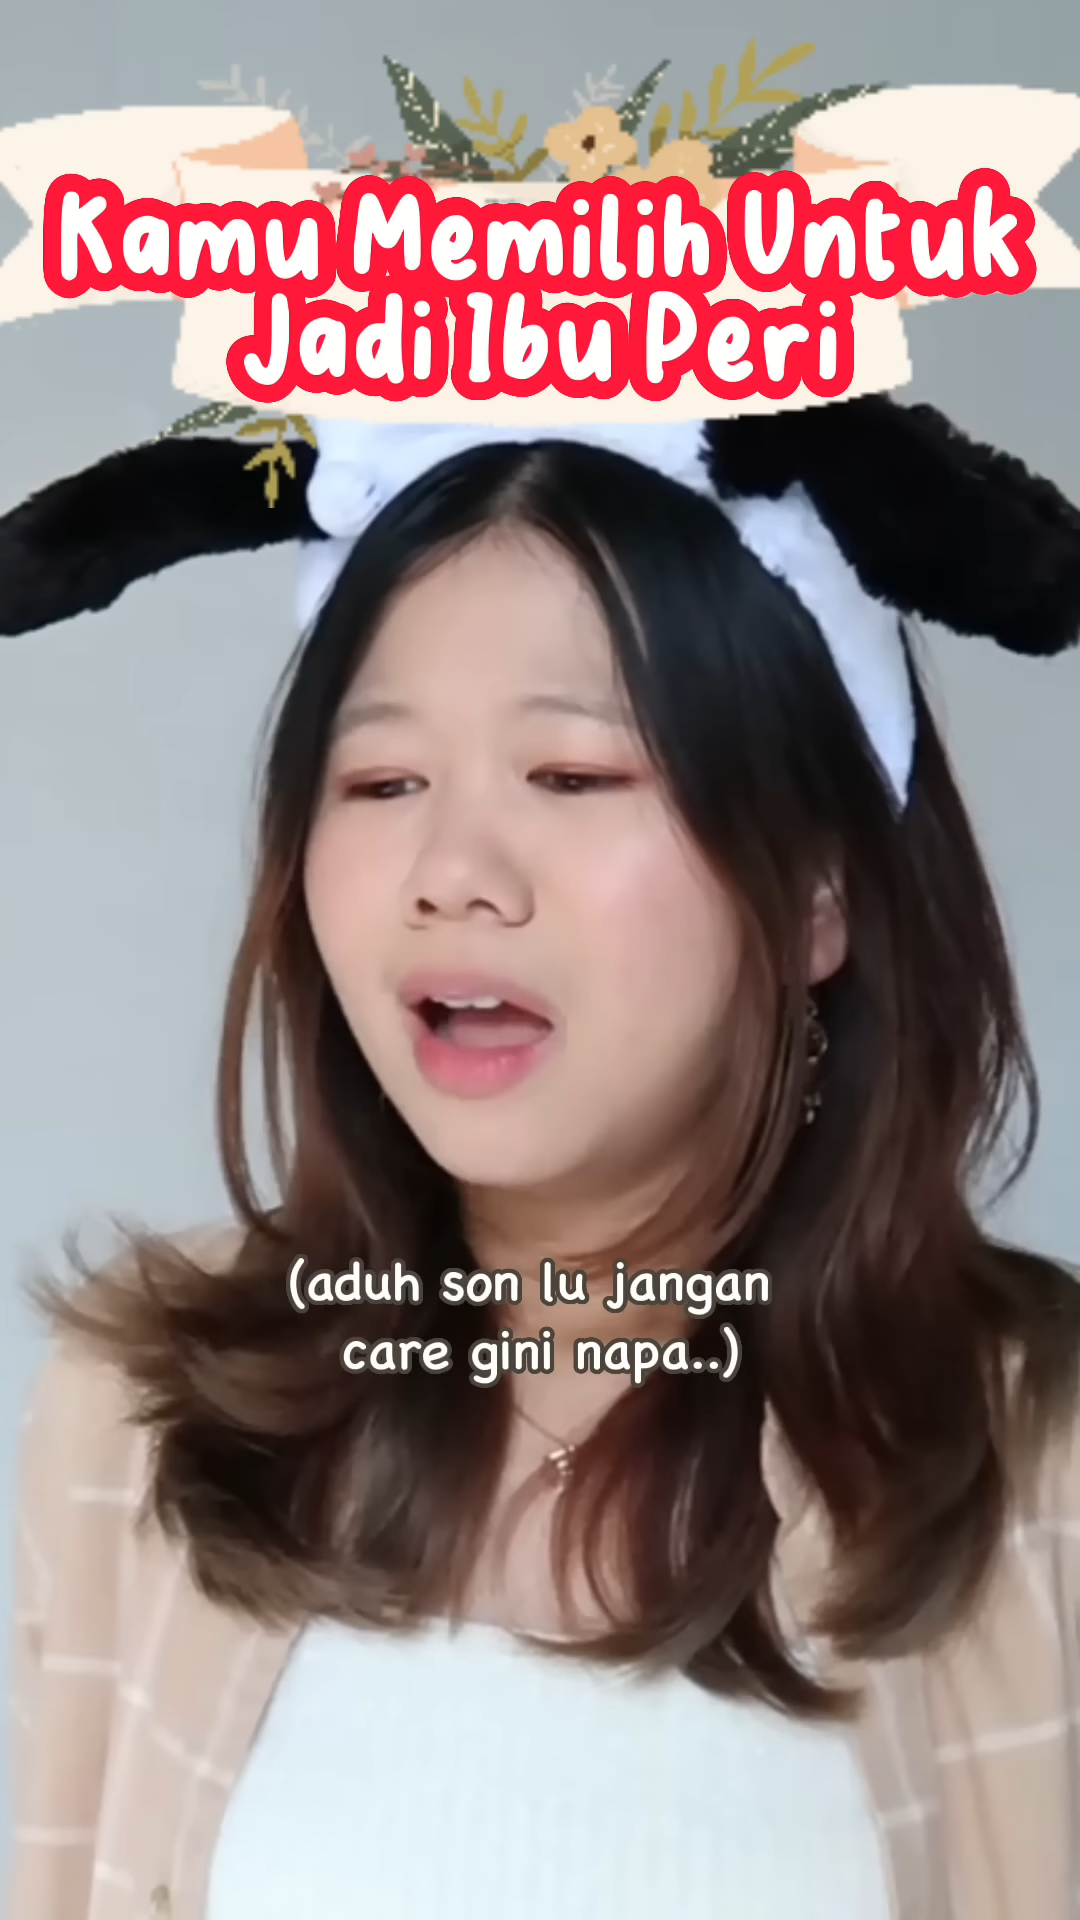 Kamu Memilih Untuk
Jadi Ibu Peri
(aduh son lu jangan
care gini napa..)